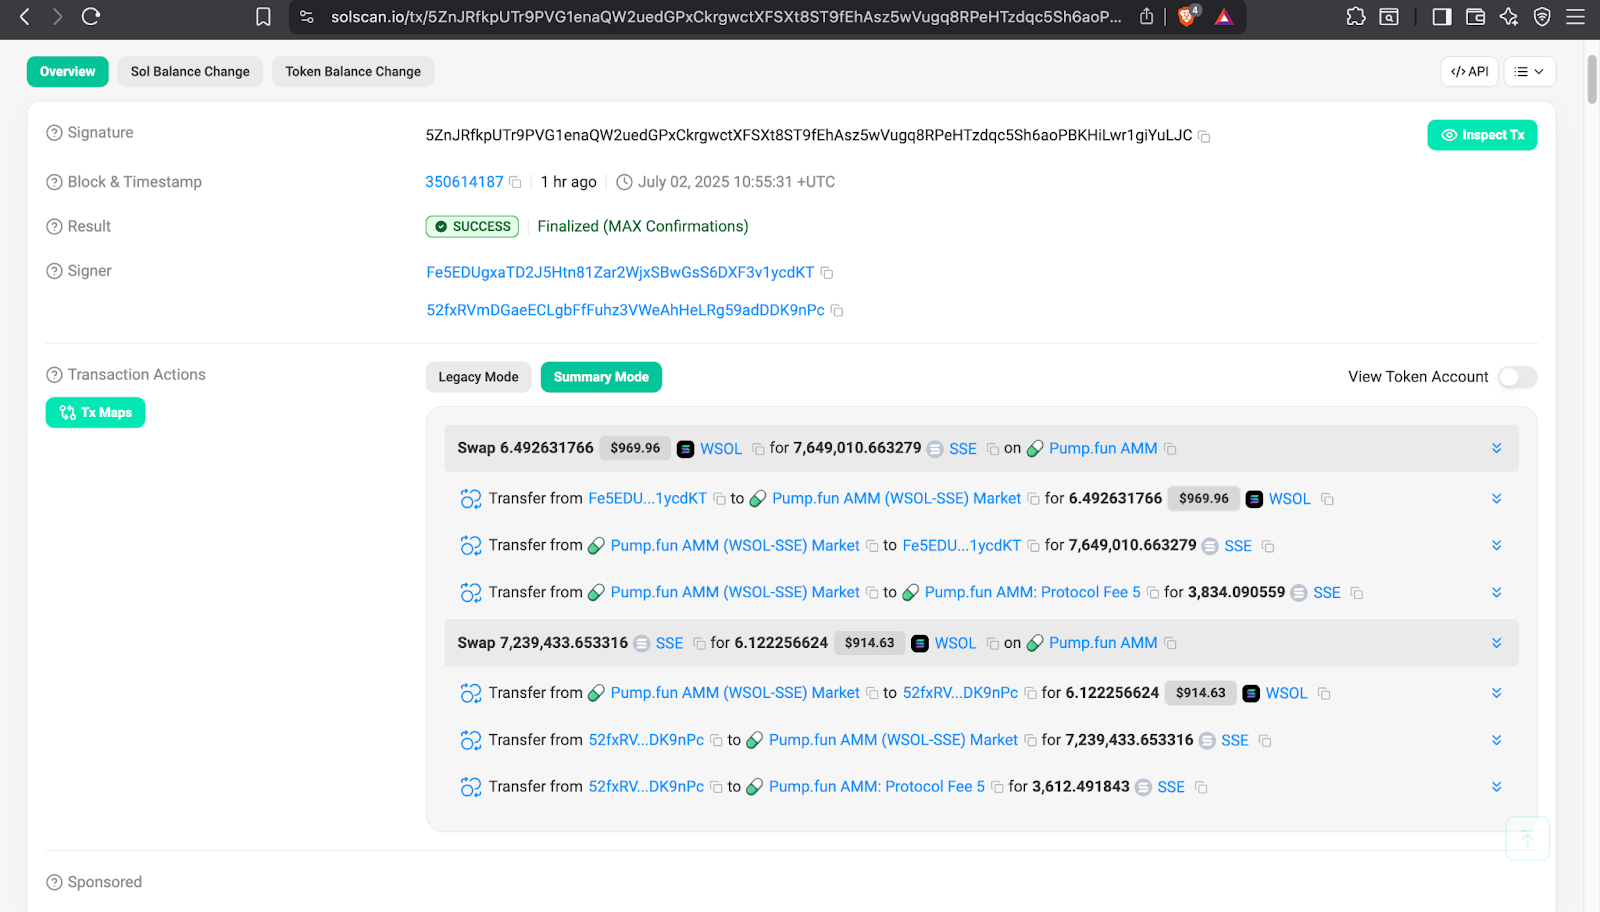 solscan.io/tx/5ZnJRfkpUTr9PVG1enaQW2uedGPxCkrgwctXFSXt8ST9fEhAsz5wVugq8RPeHTzdqc5Sh6aoP... 4
Overview Sol Balance Change Token Balance Change </> API
Signature 5ZnJRfkpUTr9PVG1enaQW2uedGPxCkrgwctXFSXt8ST9fEhAsz5wVugq8RPeHTzdqc5Sh6aoPBKHiLwr1giYuLJC Inspect Tx
Block & Timestamp 350614187 1 hr ago July 02, 2025 10:55:31 +UTC
Result SUCCESS Finalized (MAX Confirmations)
Signer Fe5EDUgxaTD2J5Htn81Zar2WjxSBwGsS6DXF3v1ycdKT
52fxRVmDGaeECLgbFfFuhz3VWeAhHeLRg59adDDK9nPc
Transaction Actions Legacy Mode Summary Mode View Token Account
Tx Maps
Swap 6.492631766 $969.96 WSOL for 7,649,010.663279 SSE on Pump.fun AMM
Transfer from Fe5EDU...1ycdKT to Pump.fun AMM (WSOL-SSE) Market for 6.492631766 $969.96 WSOL
Transfer from Pump.fun AMM (WSOL-SSE) Market to Fe5EDU...1ycdKT for 7,649,010.663279 SSE
Transfer from Pump.fun AMM (WSOL-SSE) Market to Pump.fun AMM: Protocol Fee 5 for 3,834.090559 SSE
Swap 7,239,433.653316 SSE for 6.122256624 $914.63 WSOL on Pump.fun AMM
Transfer from Pump.fun AMM (WSOL-SSE) Market to 52fxRV...DK9nPc for 6.122256624 $914.63 WSOL
Transfer from 52fxRV...DK9nPc to Pump.fun AMM (WSOL-SSE) Market for 7,239,433.653316 SSE
Transfer from 52fxRV...DK9nPc to Pump.fun AMM: Protocol Fee 5 for 3,612.491843 SSE
Sponsored